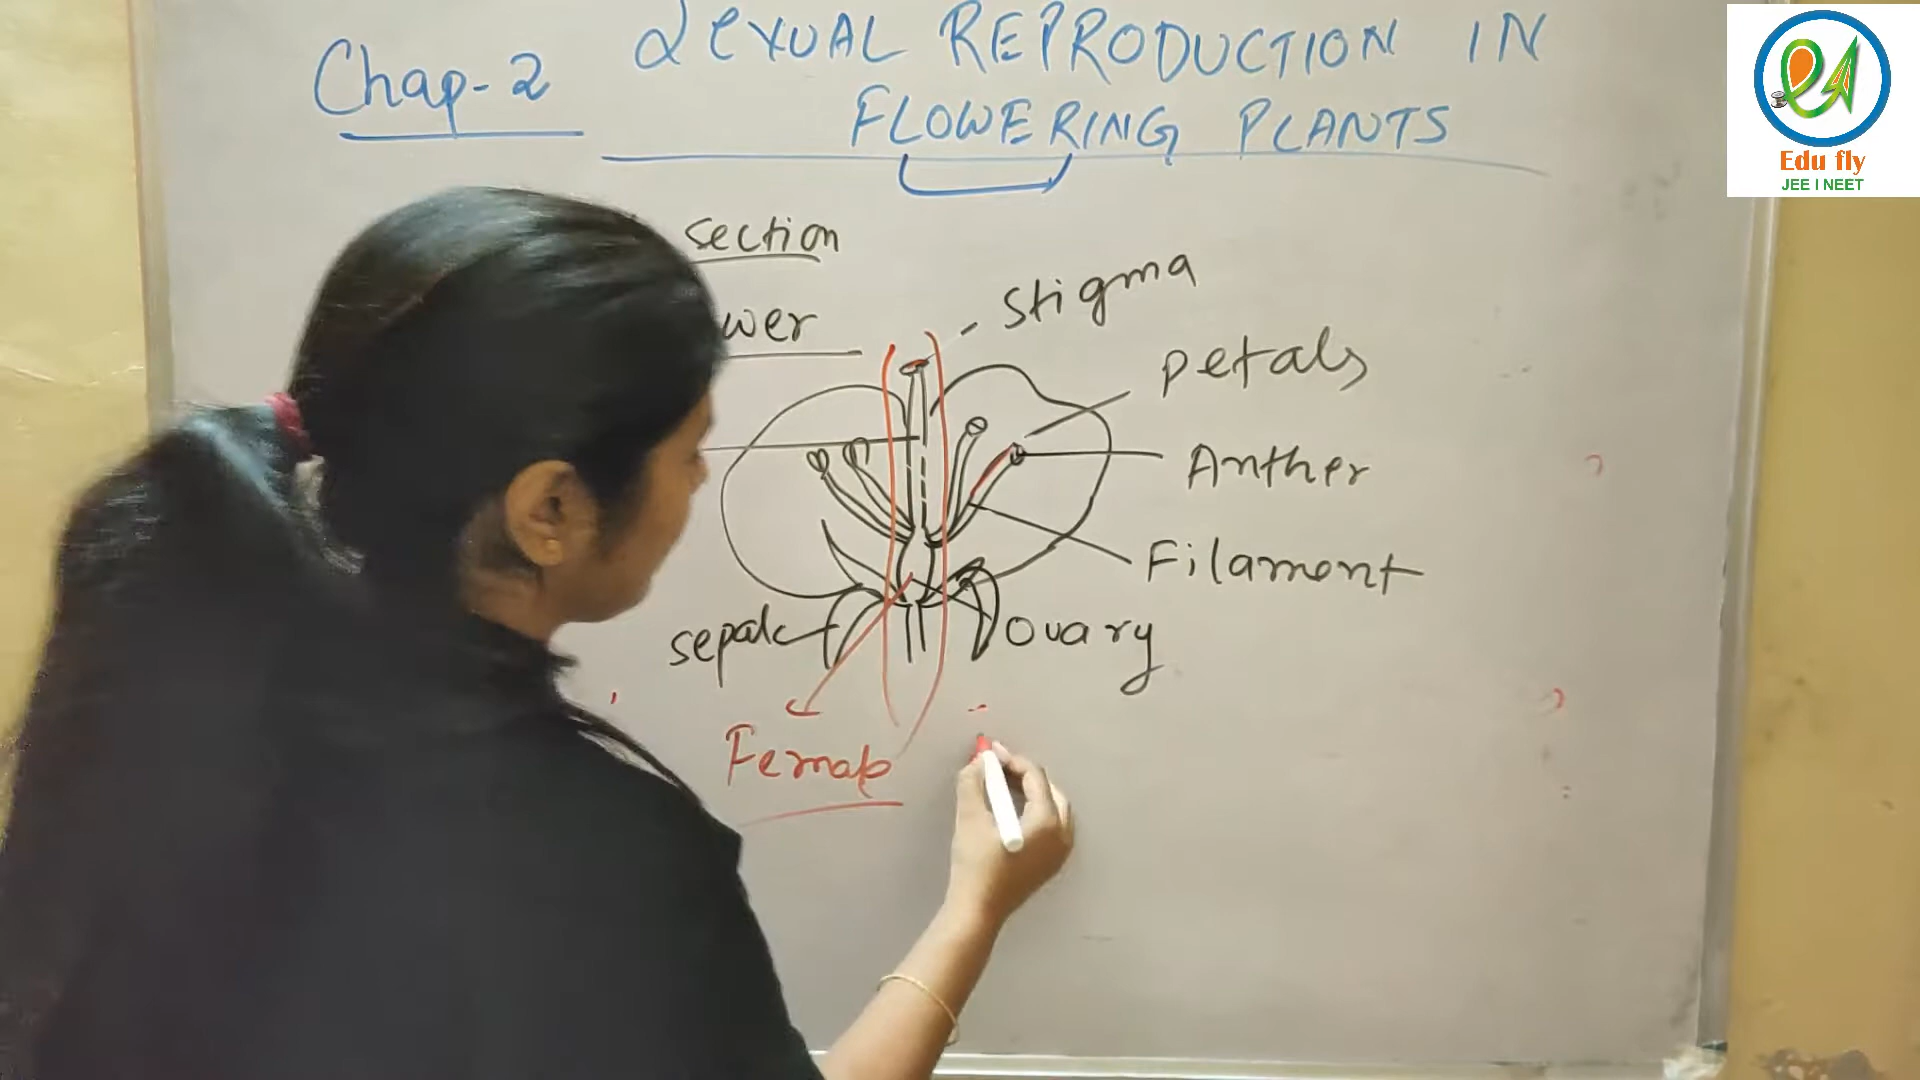 Chap-2
SEXUAL REPRODUCTION IN
FLOWERING PLANTS
section
wer
Stigma
Petals
Anther
Filament
Sepals
Ovary
Female
Edu fly
JEE I NEET